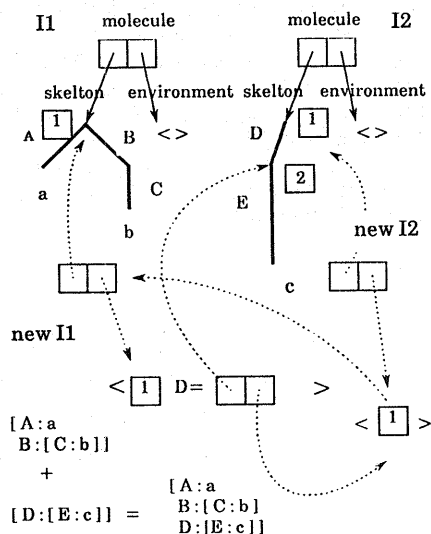 I1 molecule I2 molecule
skelton environment skelton environment
A 1 B < > D 1 < >
a C E 2
b
c new I2
new I1
< 1 D= >
< 1 >
[A:a
B:[C:b]]
+
[D:[E:c]] = [A:a
B:[C:b]
D:[E:c]]